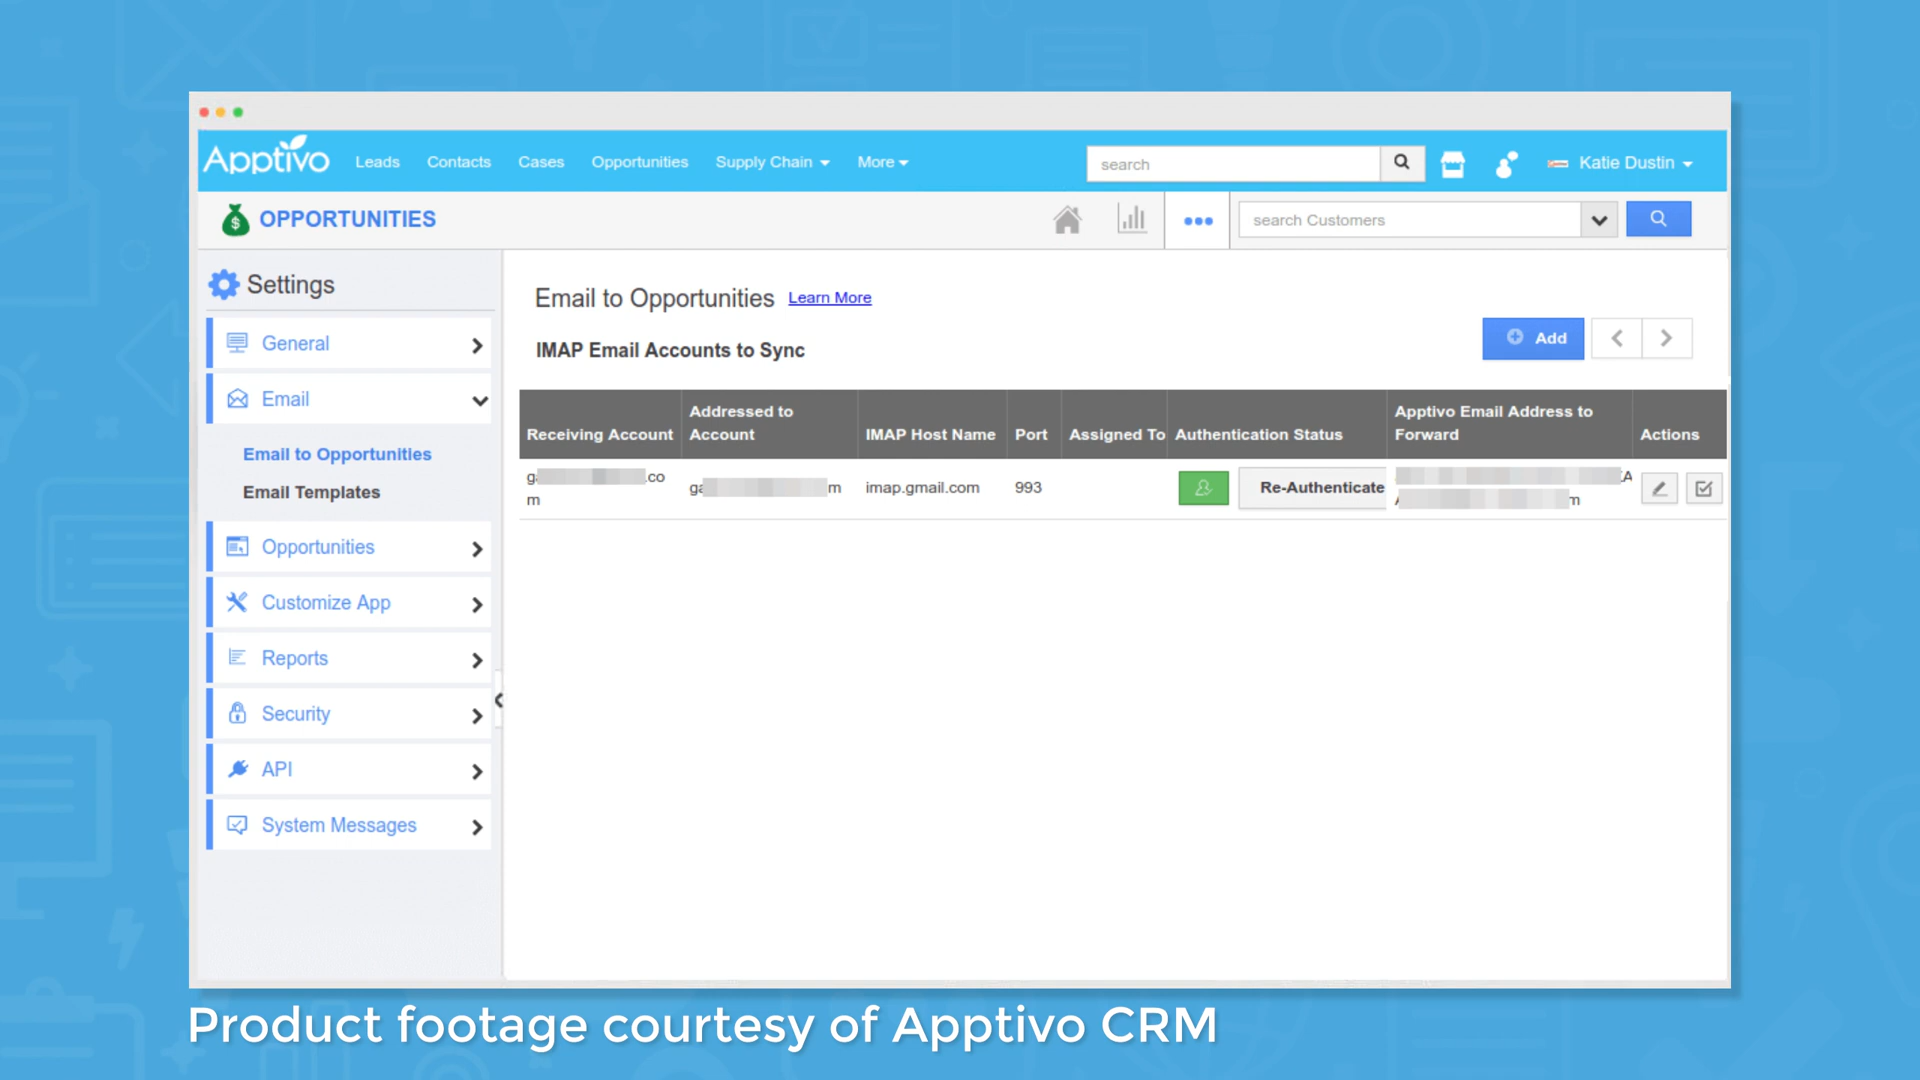 Apptivo Leads Contacts Cases Opportunities Supply Chain More search Katie Dustin
OPPORTUNITIES search Customers
Settings
General
Email
Email to Opportunities
Email Templates
Opportunities
Customize App
Reports
Security
API
System Messages
Email to Opportunities Learn More
IMAP Email Accounts to Sync
Add
Receiving Account Addressed to Account IMAP Host Name Port Assigned To Authentication Status Apptivo Email Address to Forward Actions
imap.gmail.com 993 Re-Authenticate
Product footage courtesy of Apptivo CRM